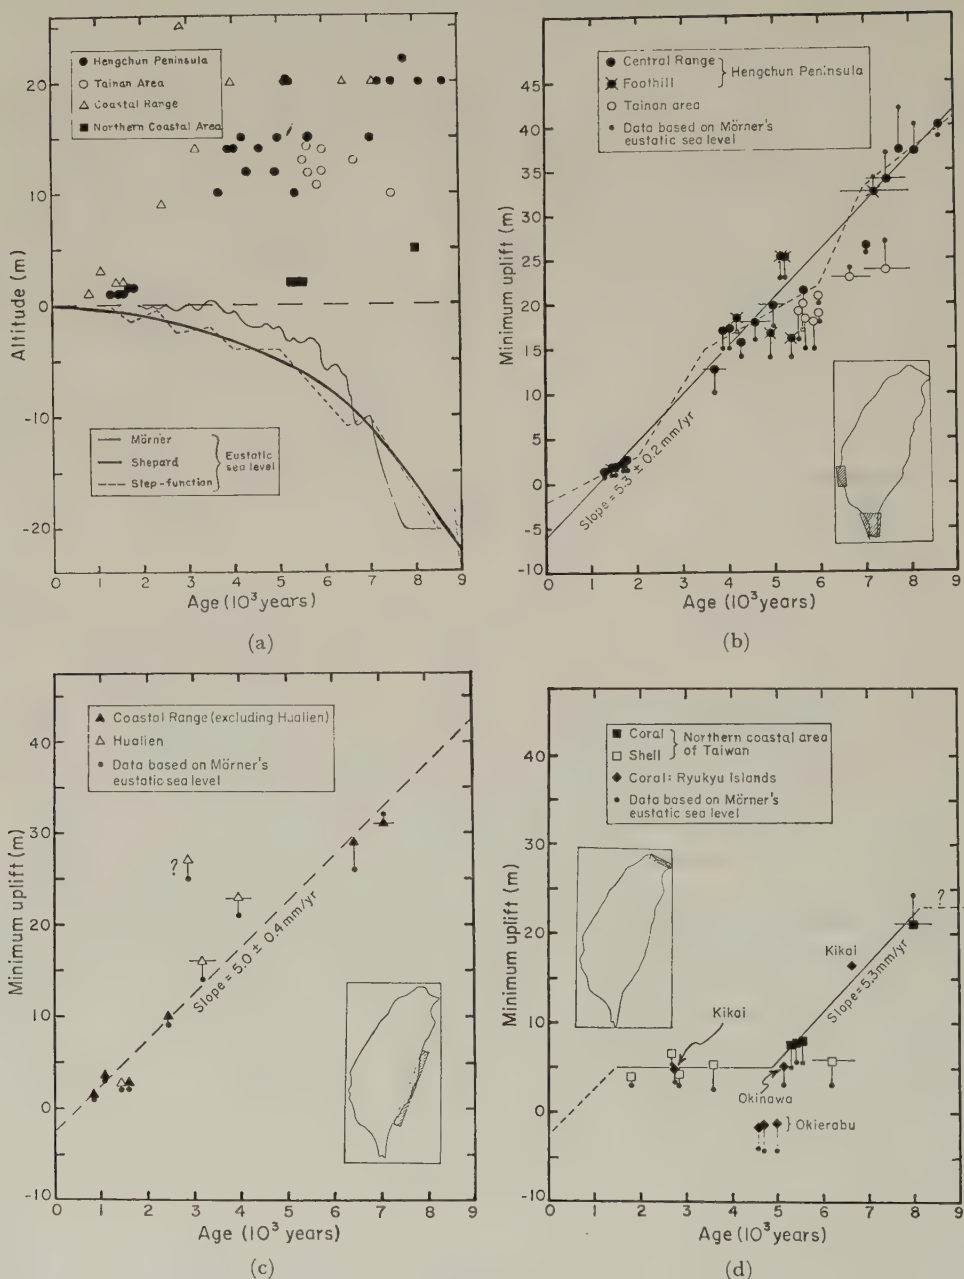 Hengchun Peninsula
Tainan Area
Coastal Range
Northern Coastal Area
20
10
0
-10
-20
Altitude (m)
Mörner
Shepard
Step-function
Eustatic
sea level
0 1 2 3 4 5 6 7 8 9
Age (10³ years)
(a)
Central Range
Foothill
Hengchun Peninsula
Tainan area
Data based on Mörner's
eustatic sea level
45
40
35
30
25
20
15
10
5
0
-5
-10
Minimum uplift (m)
Slope = 5.3 ± 0.2 mm/yr
0 1 2 3 4 5 6 7 8 9
Age (10³ years)
(b)
Coastal Range (excluding Hualien)
Hualien
Data based on Mörner's
eustatic sea level
40
30
20
10
0
-10
Minimum uplift (m)
?
Slope = 5.0 ± 0.4 mm/yr
0 1 2 3 4 5 6 7 8 9
Age (10³ years)
(c)
Coral
Shell
Northern coastal area
of Taiwan
Coral: Ryukyu Islands
Data based on Mörner's
eustatic sea level
40
30
20
10
0
-10
Minimum uplift (m)
?
Kikai
Slope = 5.3 mm/yr
Kikai
Okinawa
Okierabu
0 1 2 3 4 5 6 7 8 9
Age (10³ years)
(d)